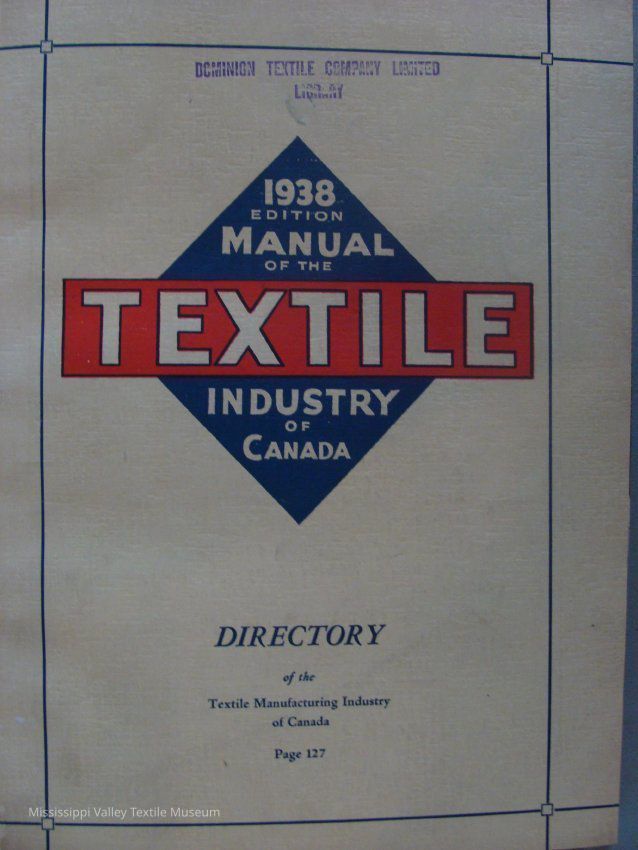 DOMINION TEXTILE COMPANY LIMITED
LIBRARY
1938
EDITION
MANUAL
OF THE
TEXTILE
INDUSTRY
OF
CANADA
DIRECTORY
of the
Textile Manufacturing Industry
of Canada
Page 127
Mississippi Valley Textile Museum